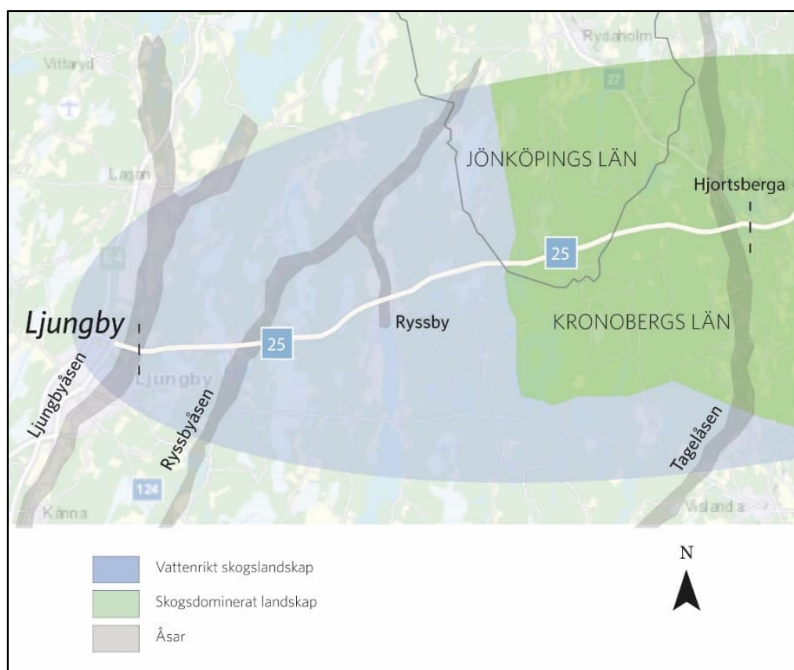 Vittaryd
Rydaholm
27
Lagan
JÖNKÖPINGS LÄN
Hjortsberga
E-4
25
Ljungby
25
Ryssby
KRONOBERGS LÄN
Ljungby
Ljungbyåsen
Ryssbyåsen
Tagelåsen
124
Kånna
Vislanda
Vattenrikt skogslandskap
Skogsdominerat landskap
Åsar
N